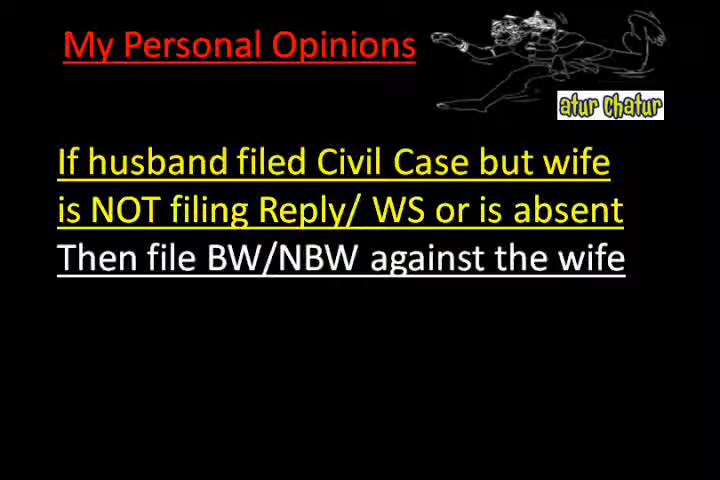 My Personal Opinions
atur chatur
If husband filed Civil Case but wife
is NOT filing Reply/ WS or is absent
Then file BW/NBW against the wife